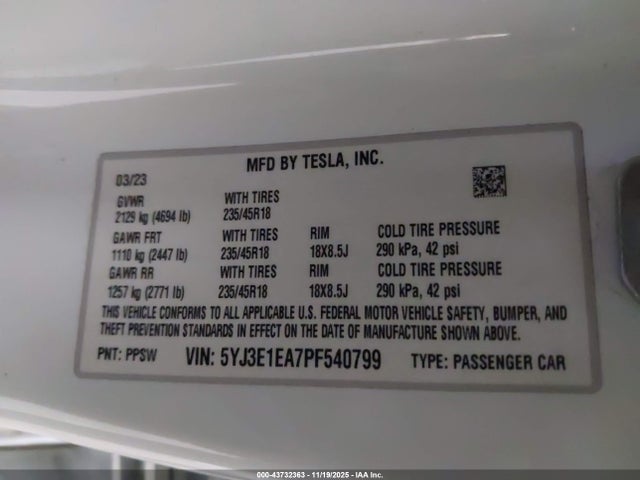 MFD BY TESLA, INC.
03/23
GVWR WITH TIRES
2129 kg (4694 lb) 235/45R18
GAWR FRT WITH TIRES RIM COLD TIRE PRESSURE
1110 kg (2447 lb) 235/45R18 18X8.5J 290 kPa, 42 psi
GAWR RR WITH TIRES RIM COLD TIRE PRESSURE
1257 kg (2771 lb) 235/45R18 18X8.5J 290 kPa, 42 psi
THIS VEHICLE CONFORMS TO ALL APPLICABLE U.S. FEDERAL MOTOR VEHICLE SAFETY, BUMPER, AND
THEFT PREVENTION STANDARDS IN EFFECT ON THE DATE OF MANUFACTURE SHOWN ABOVE.
PNT: PPSW VIN: 5YJ3E1EA7PF540799 TYPE: PASSENGER CAR
000-43732363 - 11/19/2025 - IAA Inc.